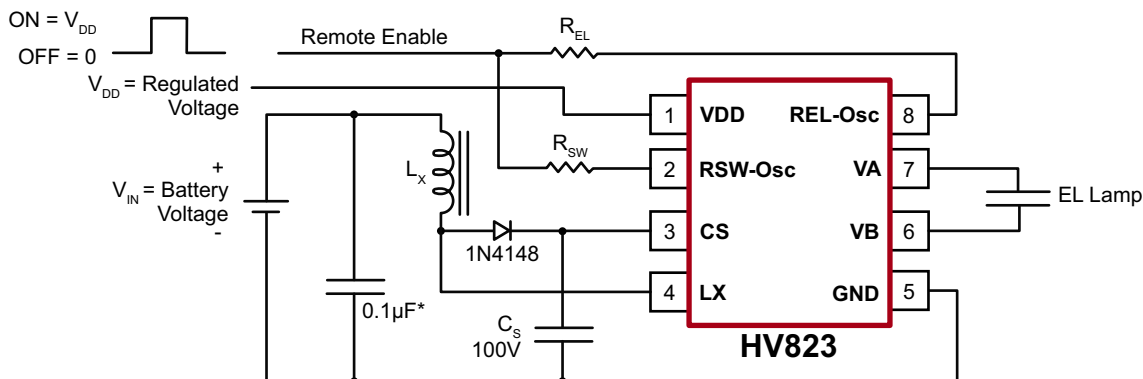 ON = VDD
OFF = 0
Remote Enable
REL
VDD = Regulated
Voltage
1
VDD
REL-Osc
8
LX
RSW
2
RSW-Osc
VA
7
+
VIN = Battery
Voltage
-
EL Lamp
1N4148
3
CS
VB
6
0.1µF*
4
LX
GND
5
CS
100V
HV823